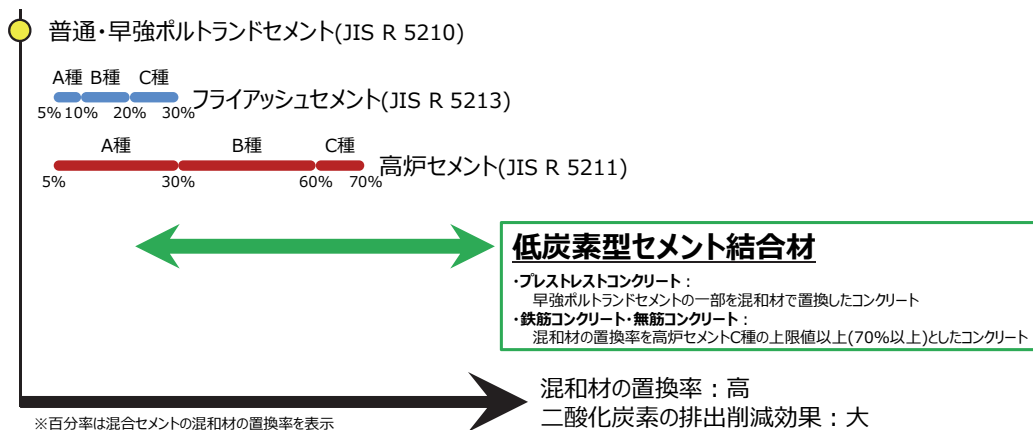 普通・早強ポルトランドセメント(JIS R 5210)
A種 B種 C種
フライアッシュセメント(JIS R 5213)
5% 10% 20% 30%
A種 B種 C種
高炉セメント(JIS R 5211)
5% 30% 60% 70%
低炭素型セメント結合材
・プレストレストコンクリート：
早強ポルトランドセメントの一部を混和材で置換したコンクリート
・鉄筋コンクリート・無筋コンクリート：
混和材の置換率を高炉セメントC種の上限値以上(70%以上)としたコンクリート
混和材の置換率：高
二酸化炭素の排出削減効果：大
※百分率は混合セメントの混和材の置換率を表示